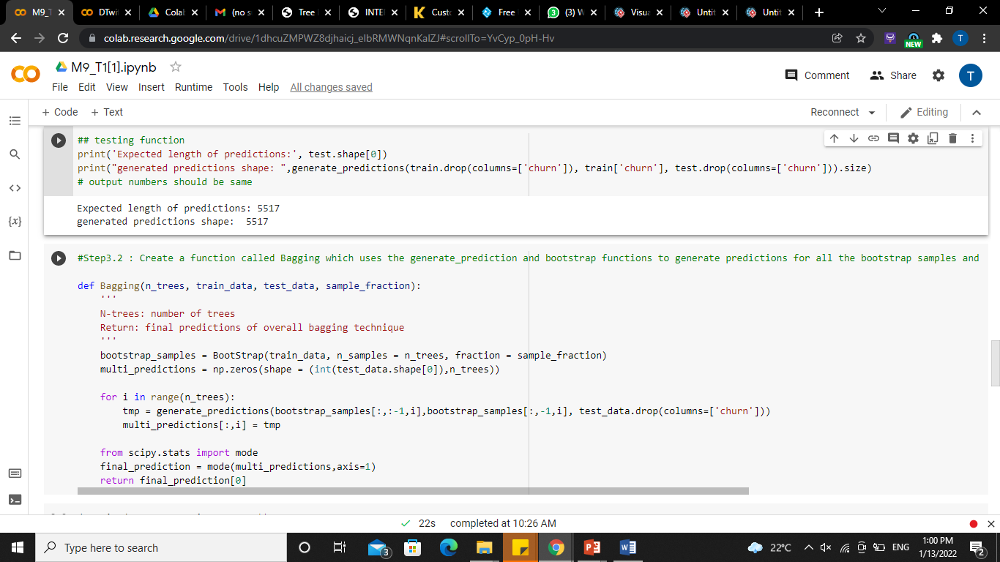 M9_T
DTwit
Colal
(no s
Tree
INTE
Custo
Free
(3) W
Visua
Untit
Untit
colab.research.google.com/drive/1dhcuZMPWZ8djhaicj_elbRMWNqnKalZJ#scrollTo=YvCyp_0pH-Hv
NEW
T
M9_T1[1].ipynb
File Edit View Insert Runtime Tools Help All changes saved
Comment Share T
+ Code + Text
Reconnect Editing
## testing function
print('Expected length of predictions:', test.shape[0])
print("generated predictions shape: ",generate_predictions(train.drop(columns=['churn']), train['churn'], test.drop(columns=['churn'])).size)
# output numbers should be same
Expected length of predictions: 5517
generated predictions shape:  5517
#Step3.2 : Create a function called Bagging which uses the generate_prediction and bootstrap functions to generate predictions for all the bootstrap samples and
def Bagging(n_trees, train_data, test_data, sample_fraction):
'''
N-trees: number of trees
Return: final predictions of overall bagging technique
'''
bootstrap_samples = BootStrap(train_data, n_samples = n_trees, fraction = sample_fraction)
multi_predictions = np.zeros(shape = (int(test_data.shape[0]),n_trees))
for i in range(n_trees):
tmp = generate_predictions(bootstrap_samples[:,:-1,i],bootstrap_samples[:,-1,i], test_data.drop(columns=['churn']))
multi_predictions[:,i] = tmp
from scipy.stats import mode
final_prediction = mode(multi_predictions,axis=1)
return final_prediction[0]
{x}
22s completed at 10:26 AM
Type here to search
3
22°C
ENG
1:00 PM
1/13/2022
2